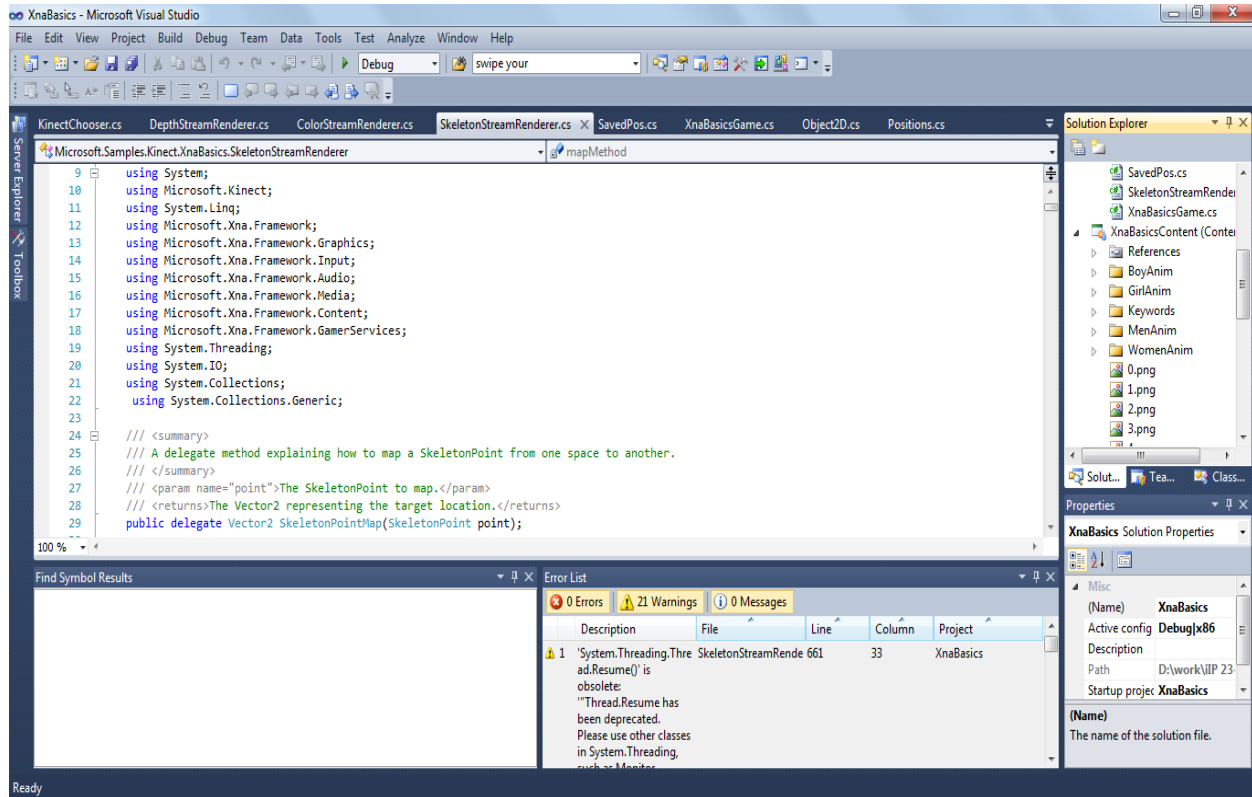 XnaBasics - Microsoft Visual Studio
File Edit View Project Build Debug Team Data Tools Test Analyze Window Help
Debug swipe your
Server Explorer
Toolbox
KinectChooser.cs DepthStreamRenderer.cs ColorStreamRenderer.cs SkeletonStreamRenderer.cs SavedPos.cs XnaBasicsGame.cs Object2D.cs Positions.cs
Microsoft.Samples.Kinect.XnaBasics.SkeletonStreamRenderer mapMethod
9 using System;
10 using Microsoft.Kinect;
11 using System.Linq;
12 using Microsoft.Xna.Framework;
13 using Microsoft.Xna.Framework.Graphics;
14 using Microsoft.Xna.Framework.Input;
15 using Microsoft.Xna.Framework.Audio;
16 using Microsoft.Xna.Framework.Media;
17 using Microsoft.Xna.Framework.Content;
18 using Microsoft.Xna.Framework.GamerServices;
19 using System.Threading;
20 using System.IO;
21 using System.Collections;
22 using System.Collections.Generic;
23
24 /// <summary>
25 /// A delegate method explaining how to map a SkeletonPoint from one space to another.
26 /// </summary>
27 /// <param name="point">The SkeletonPoint to map.</param>
28 /// <returns>The Vector2 representing the target location.</returns>
29 public delegate Vector2 SkeletonPointMap(SkeletonPoint point);
100 %
Find Symbol Results
Error List
0 Errors 21 Warnings 0 Messages
Description File Line Column Project
1 'System.Threading.Thre SkeletonStreamRende 661 33 XnaBasics
ad.Resume()' is
obsolete:
'"Thread.Resume has
been deprecated.
Please use other classes
in System.Threading,
such as Monitor
Solution Explorer
SavedPos.cs
SkeletonStreamRender
XnaBasicsGame.cs
XnaBasicsContent (Conter
References
BoyAnim
GirlAnim
Keywords
MenAnim
WomenAnim
0.png
1.png
2.png
3.png
Solut... Tea... Class...
Properties
XnaBasics Solution Properties
Misc
(Name) XnaBasics
Active config Debug|x86
Description
Path D:\work\iIP 23-
Startup projec XnaBasics
(Name)
The name of the solution file.
Ready